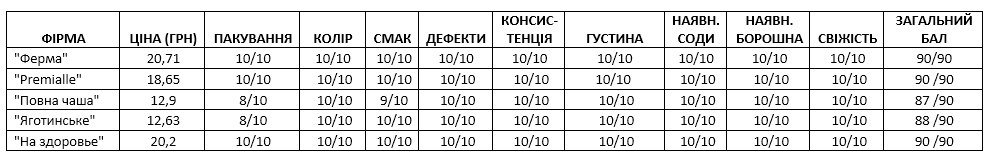 ФІРМА ЦІНА (ГРН) ПАКУВАННЯ КОЛІР СМАК ДЕФЕКТИ КОНСИС-ТЕНЦІЯ ГУСТИНА НАЯВН. СОДИ НАЯВН. БОРОШНА СВІЖІСТЬ ЗАГАЛЬНИЙ БАЛ
"Ферма" 20,71 10/10 10/10 10/10 10/10 10/10 10/10 10/10 10/10 10/10 90/90
"Premialle" 18,65 10/10 10/10 10/10 10/10 10/10 10/10 10/10 10/10 10/10 90 /90
"Повна чаша" 12,9 8/10 10/10 9/10 10/10 10/10 10/10 10/10 10/10 10/10 87 /90
"Яготинське" 12,63 8/10 10/10 10/10 10/10 10/10 10/10 10/10 10/10 10/10 88 /90
"На здоровье" 20,2 10/10 10/10 10/10 10/10 10/10 10/10 10/10 10/10 10/10 90 /90